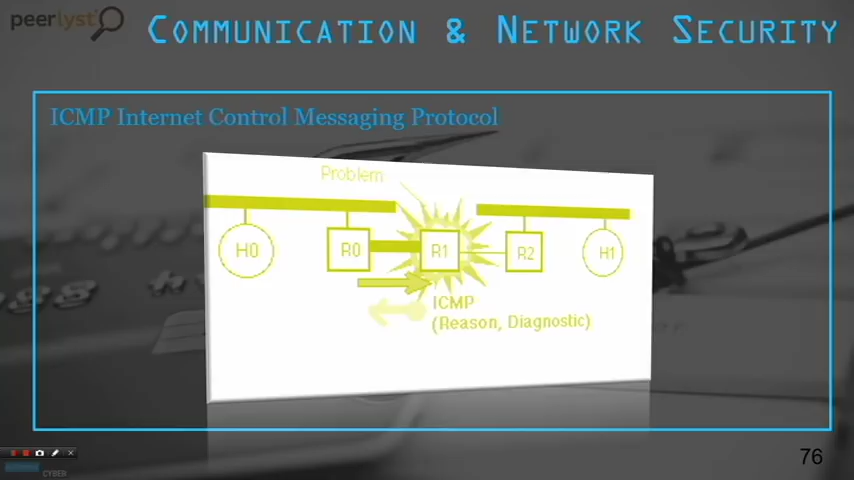 peerlyst
COMMUNICATION & NETWORK SECURITY
ICMP Internet Control Messaging Protocol
Problem
H0
R0
R1
R2
H1
ICMP
(Reason, Diagnostic)
CYBER
76